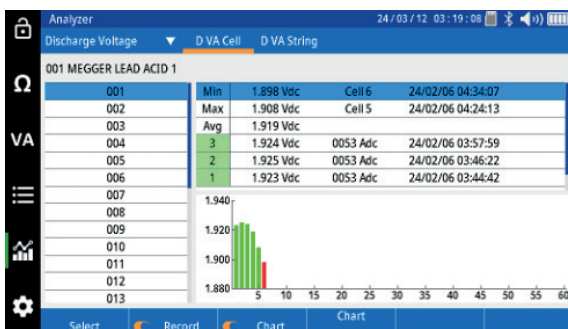 Analyzer 24/03/12 03:19:08
Discharge Voltage D VA Cell D VA String
001 MEGGER LEAD ACID 1
Ω
VA
001
002
003
004
005
006
007
008
009
010
011
012
013
Min 1.898 Vdc Cell 6 24/02/06 04:34:07
Max 1.908 Vdc Cell 5 24/02/06 04:24:13
Avg 1.919 Vdc
3 1.924 Vdc 0053 Adc 24/02/06 03:57:59
2 1.925 Vdc 0053 Adc 24/02/06 03:46:22
1 1.923 Vdc 0053 Adc 24/02/06 03:44:42
1.940
1.920
1.900
1.880
5 10 15 20 25 30 35 40 45 50 55 60
Select Record Chart Chart